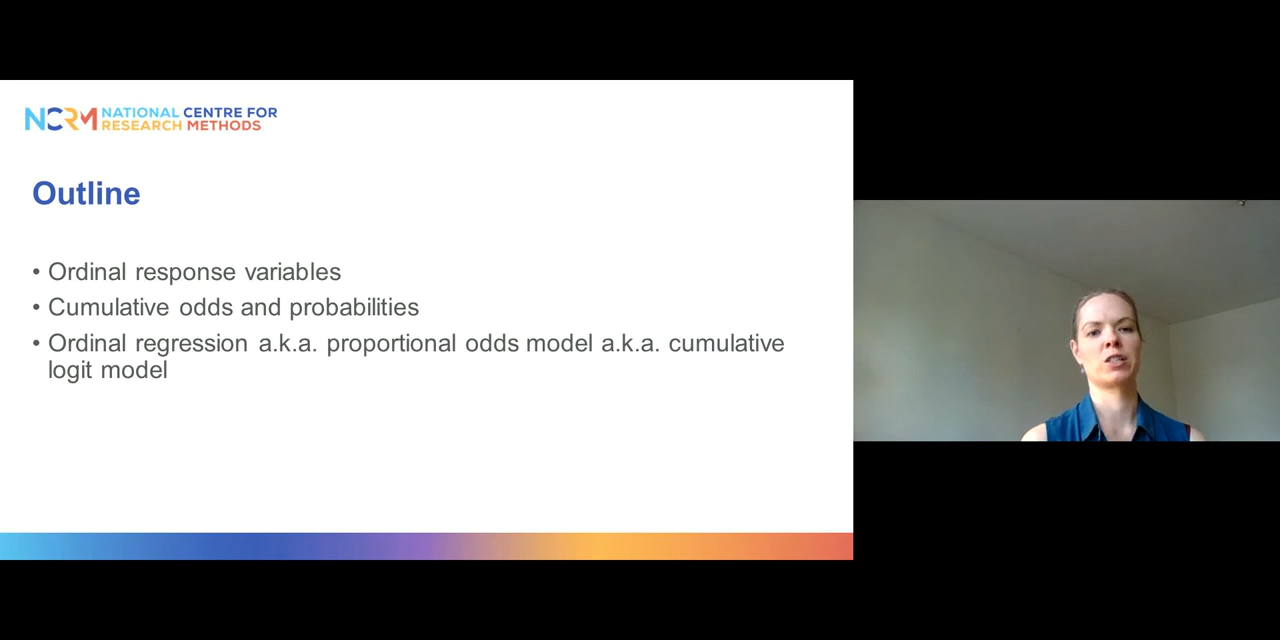 NCRM NATIONAL CENTRE FOR
RESEARCH METHODS
Outline
• Ordinal response variables
• Cumulative odds and probabilities
• Ordinal regression a.k.a. proportional odds model a.k.a. cumulative
logit model